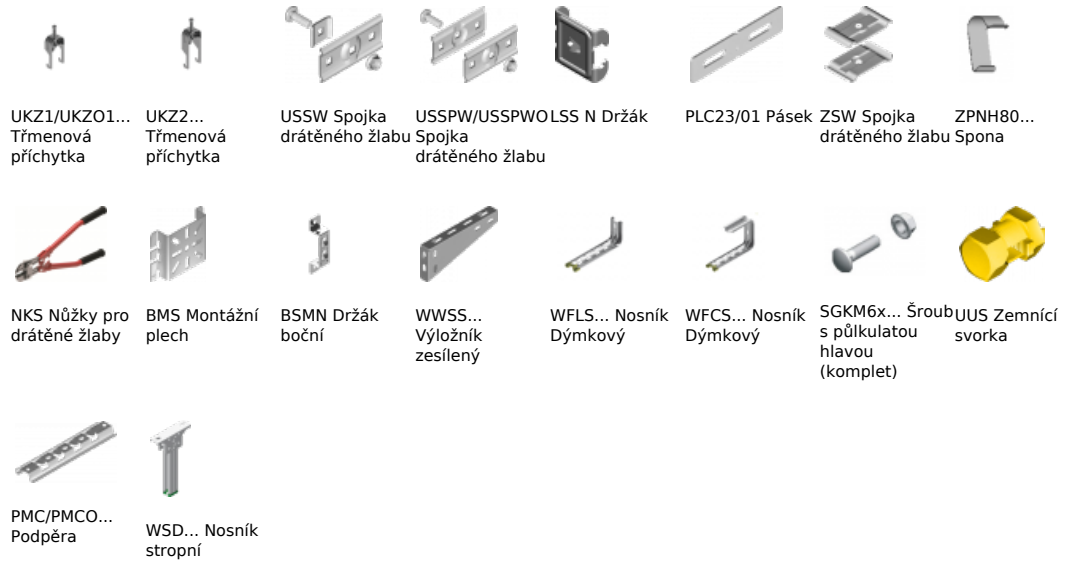 UKZ1/UKZO1...
Třmenová
příchytka
UKZ2...
Třmenová
příchytka
USSW Spojka
drátěného žlabu
USSPW/USSPWO
Spojka
drátěného žlabu
LSS N Držák
PLC23/01 Pásek
ZSW Spojka
drátěného žlabu
ZPNH80...
Spona
NKS Nůžky pro
drátěné žlaby
BMS Montážní
plech
BSMN Držák
boční
WWSS...
Výložník
zesílený
WFLS... Nosník
Dýmkový
WFCS... Nosník
Dýmkový
SGKM6x... Šroub
s půlkulatou
hlavou
(komplet)
UUS Zemnící
svorka
PMC/PMCO...
Podpěra
WSD... Nosník
stropní